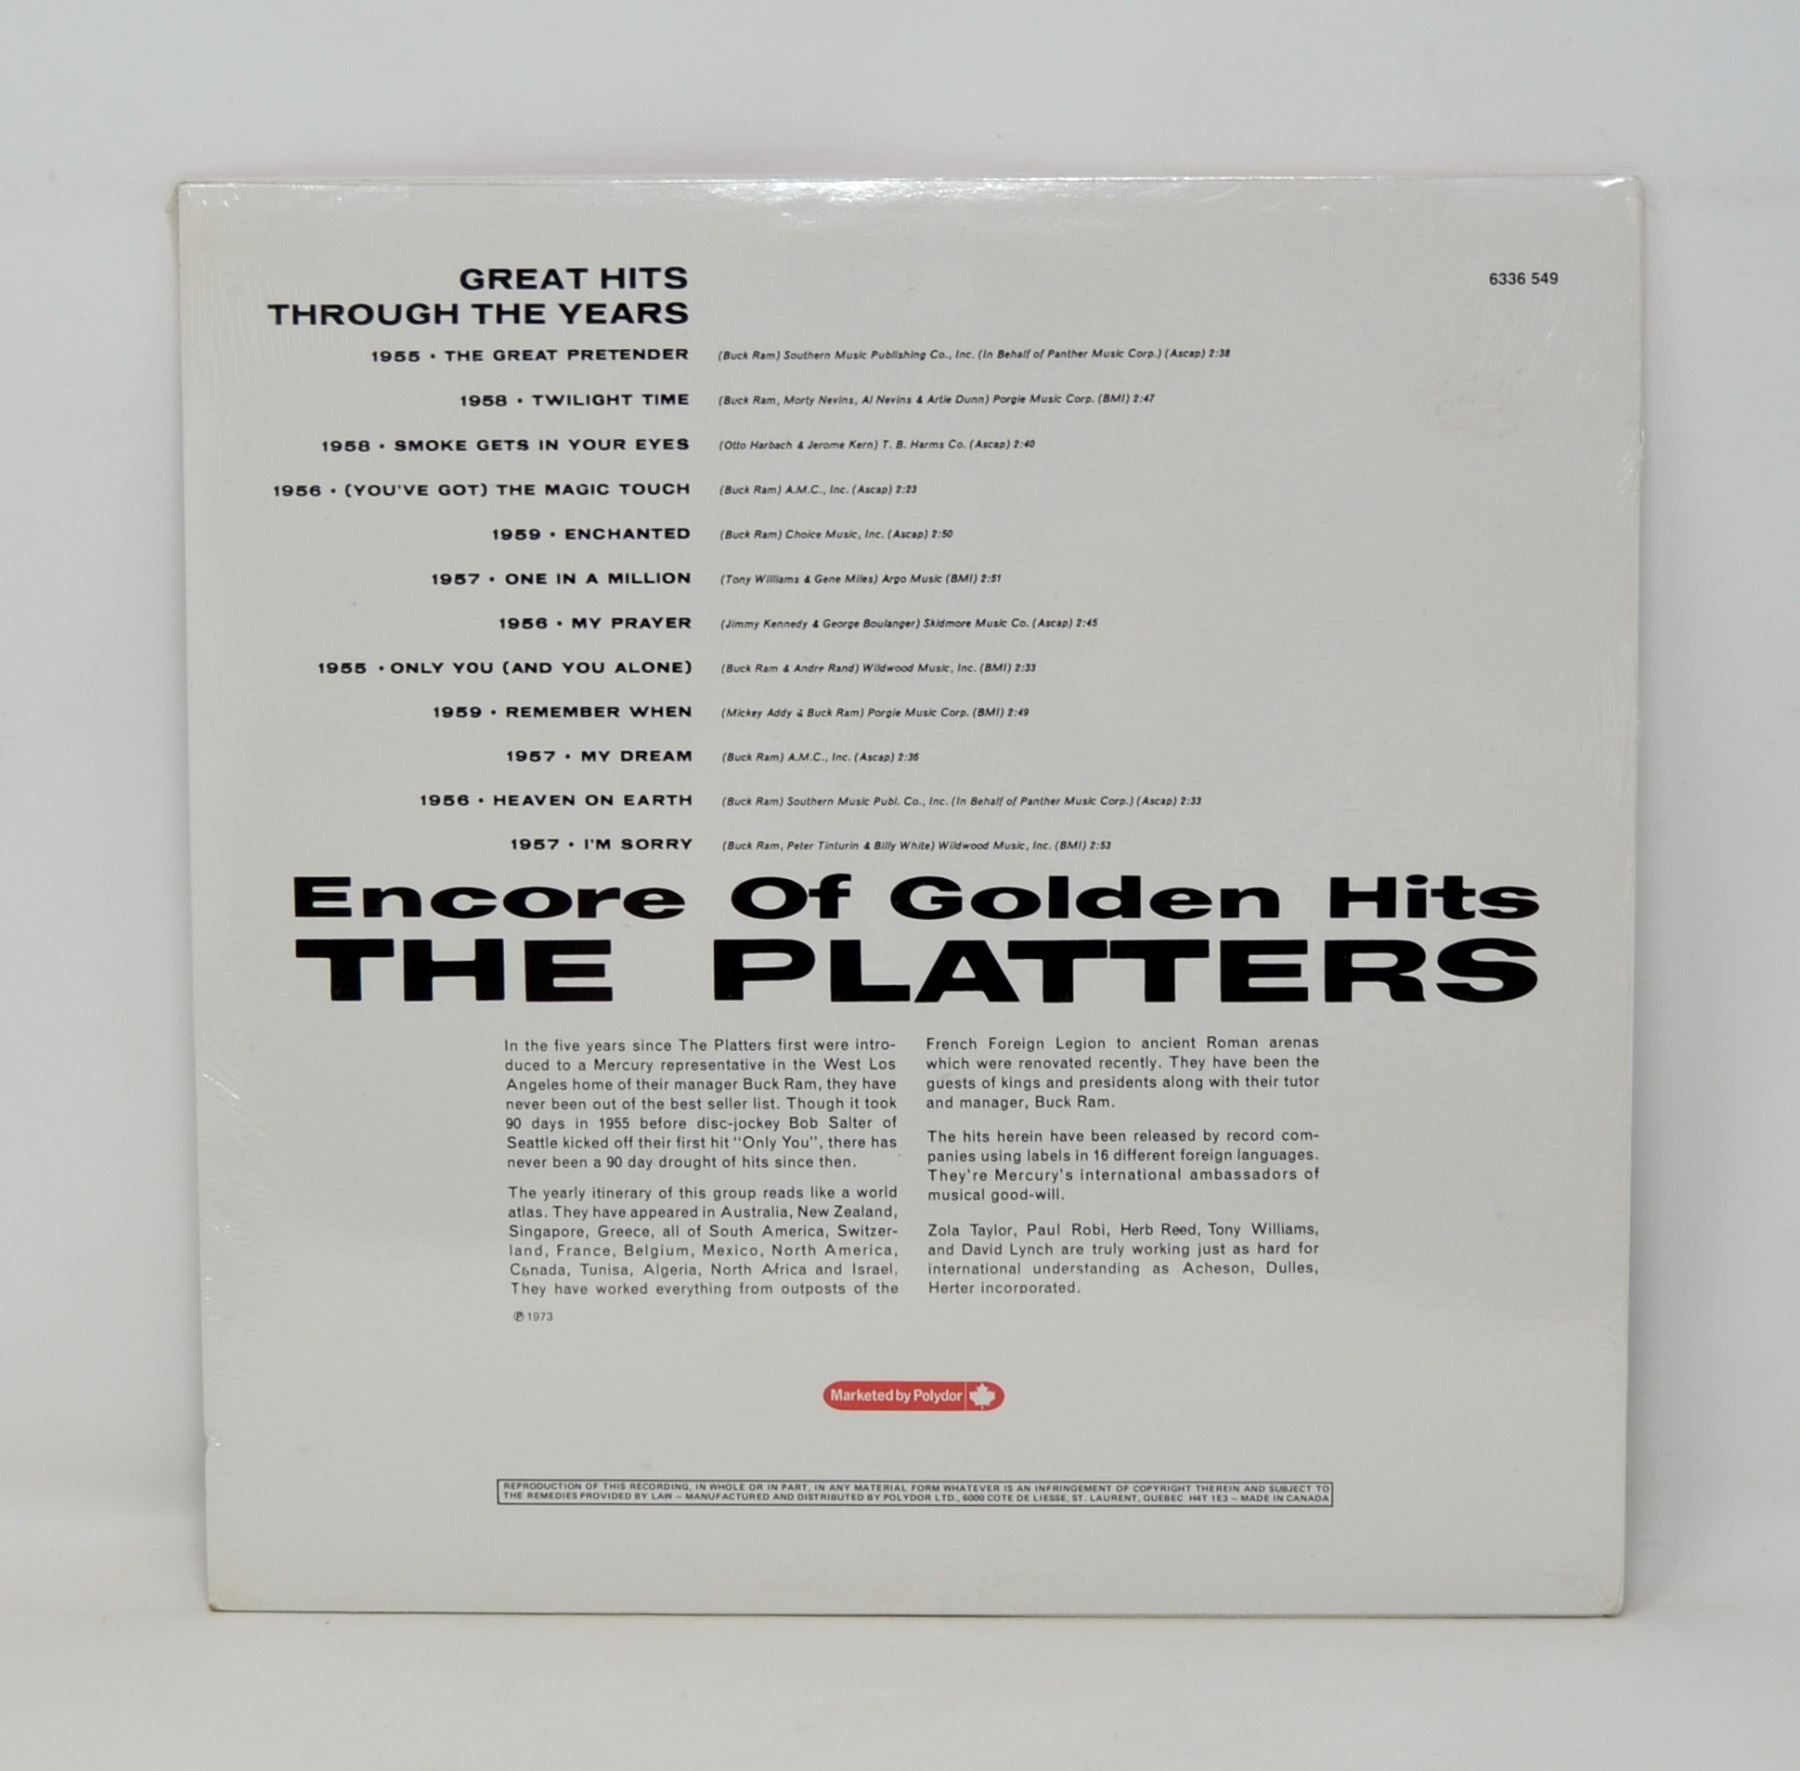 GREAT HITS
THROUGH THE YEARS
6336 549
1955 • THE GREAT PRETENDER (Buck Ram) Southern Music Publishing Co., Inc. (In Behalf of Panther Music Corp.) (Ascap) 2:38
1958 • TWILIGHT TIME (Buck Ram, Morty Nevins, Al Nevins & Artie Dunn) Porgie Music Corp. (BMI) 2:47
1958 • SMOKE GETS IN YOUR EYES (Otto Harbach & Jerome Kern) T. B. Harms Co. (Ascap) 2:40
1956 • (YOU'VE GOT) THE MAGIC TOUCH (Buck Ram) A.M.C., Inc. (Ascap) 2:23
1959 • ENCHANTED (Buck Ram) Choice Music, Inc. (Ascap) 2:50
1957 • ONE IN A MILLION (Tony Williams & Gene Miles) Argo Music (BMI) 2:51
1956 • MY PRAYER (Jimmy Kennedy & George Boulanger) Skidmore Music Co. (Ascap) 2:45
1955 • ONLY YOU (AND YOU ALONE) (Buck Ram & Andre Rand) Wildwood Music, Inc. (BMI) 2:33
1959 • REMEMBER WHEN (Mickey Addy & Buck Ram) Porgie Music Corp. (BMI) 2:49
1957 • MY DREAM (Buck Ram) A.M.C., Inc. (Ascap) 2:36
1956 • HEAVEN ON EARTH (Buck Ram) Southern Music Publ. Co., Inc. (In Behalf of Panther Music Corp.) (Ascap) 2:33
1957 • I'M SORRY (Buck Ram, Peter Tinturin & Billy White) Wildwood Music, Inc. (BMI) 2:53
Encore Of Golden Hits
THE PLATTERS
In the five years since The Platters first were intro-
duced to a Mercury representative in the West Los
Angeles home of their manager Buck Ram, they have
never been out of the best seller list. Though it took
90 days in 1955 before disc-jockey Bob Salter of
Seattle kicked off their first hit "Only You", there has
never been a 90 day drought of hits since then.
The yearly itinerary of this group reads like a world
atlas. They have appeared in Australia, New Zealand,
Singapore, Greece, all of South America, Switzer-
land, France, Belgium, Mexico, North America,
Canada, Tunisa, Algeria, North Africa and Israel,
They have worked everything from outposts of the
French Foreign Legion to ancient Roman arenas
which were renovated recently. They have been the
guests of kings and presidents along with their tutor
and manager, Buck Ram.
The hits herein have been released by record com-
panies using labels in 16 different foreign languages.
They're Mercury's international ambassadors of
musical good-will.
Zola Taylor, Paul Robi, Herb Reed, Tony Williams,
and David Lynch are truly working just as hard for
international understanding as Acheson, Dulles,
Herter incorporated.
℗ 1973
Marketed by Polydor
REPRODUCTION OF THIS RECORDING, IN WHOLE OR IN PART, IN ANY MATERIAL FORM WHATEVER IS AN INFRINGEMENT OF COPYRIGHT THEREIN AND SUBJECT TO
THE REMEDIES PROVIDED BY LAW – MANUFACTURED AND DISTRIBUTED BY POLYDOR LTD., 6000 COTE DE LIESSE, ST. LAURENT, QUEBEC H4T 1E3 – MADE IN CANADA